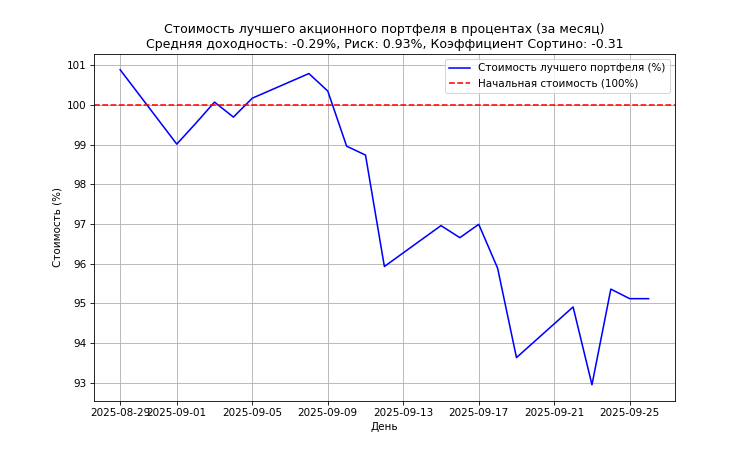 Стоимость лучшего акционного портфеля в процентах (за месяц)
Средняя доходность: -0.29%, Риск: 0.93%, Коэффициент Сортино: -0.31
Стоимость лучшего портфеля (%)
Начальная стоимость (100%)
Стоимость (%)
101
100
99
98
97
96
95
94
93
2025-08-29 2025-09-01 2025-09-05 2025-09-09 2025-09-13 2025-09-17 2025-09-21 2025-09-25
День